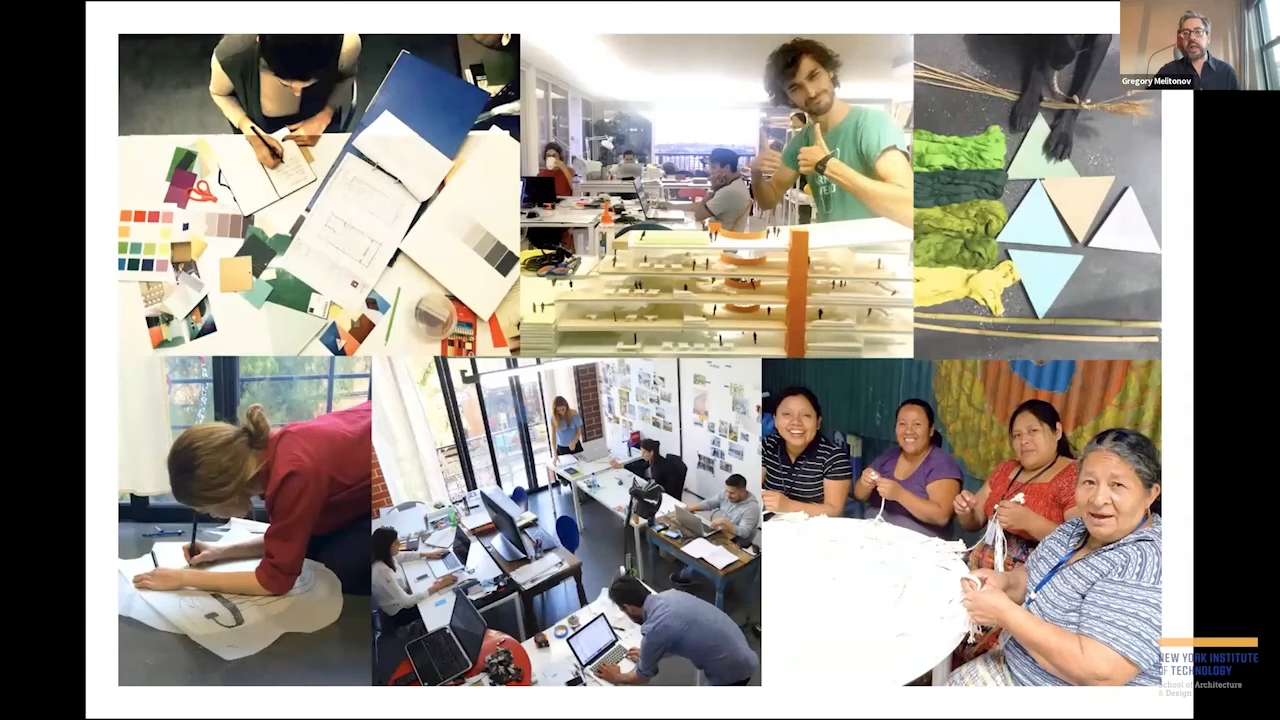 Gregory Melitonov
NEW YORK INSTITUTE
OF TECHNOLOGY
School of Architecture
& Design